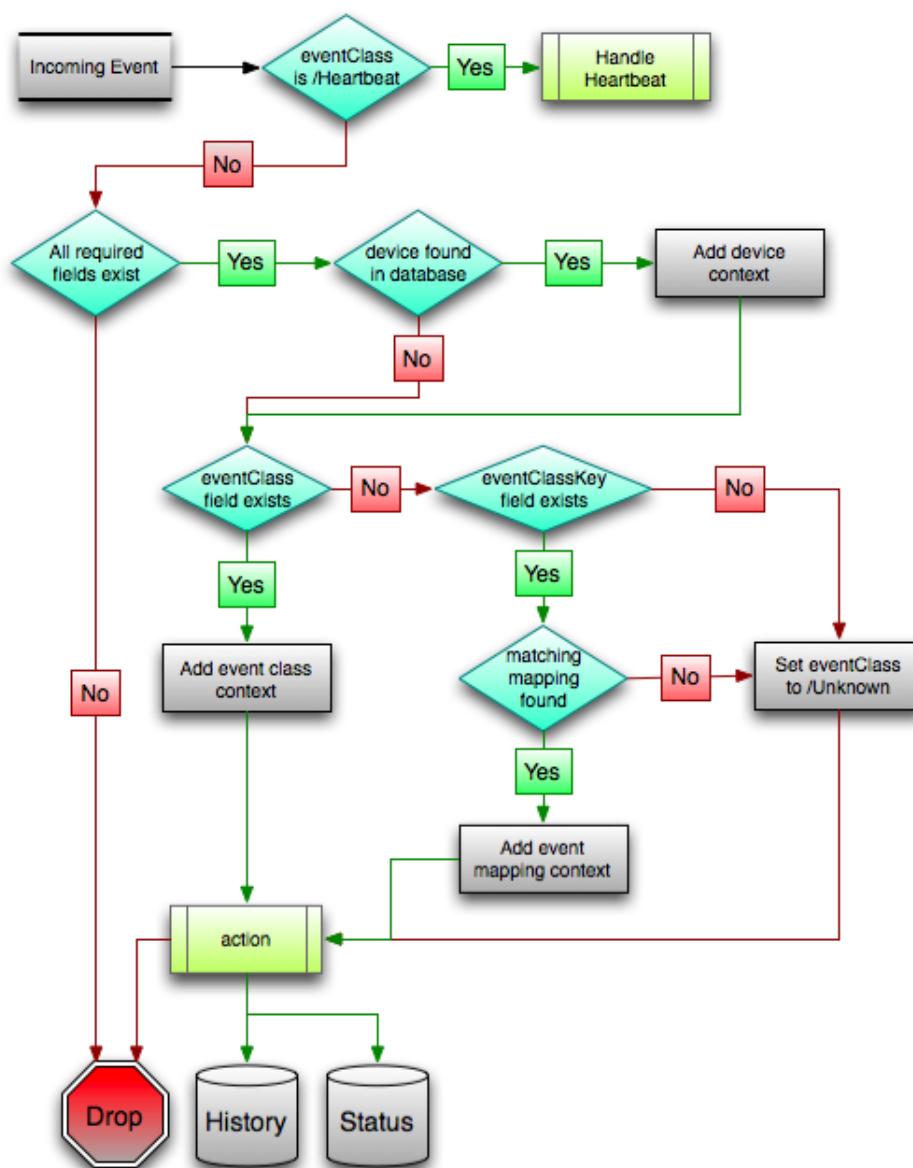 Incoming Event
eventClass
is /Heartbeat
Yes
Handle
Heartbeat
No
All required
fields exist
Yes
device found
in database
Yes
Add device
context
No
eventClass
field exists
No
eventClassKey
field exists
No
Yes
Yes
Add event class
context
matching
mapping
found
No
Set eventClass
to /Unknown
No
Yes
Add event
mapping context
action
Drop
History
Status